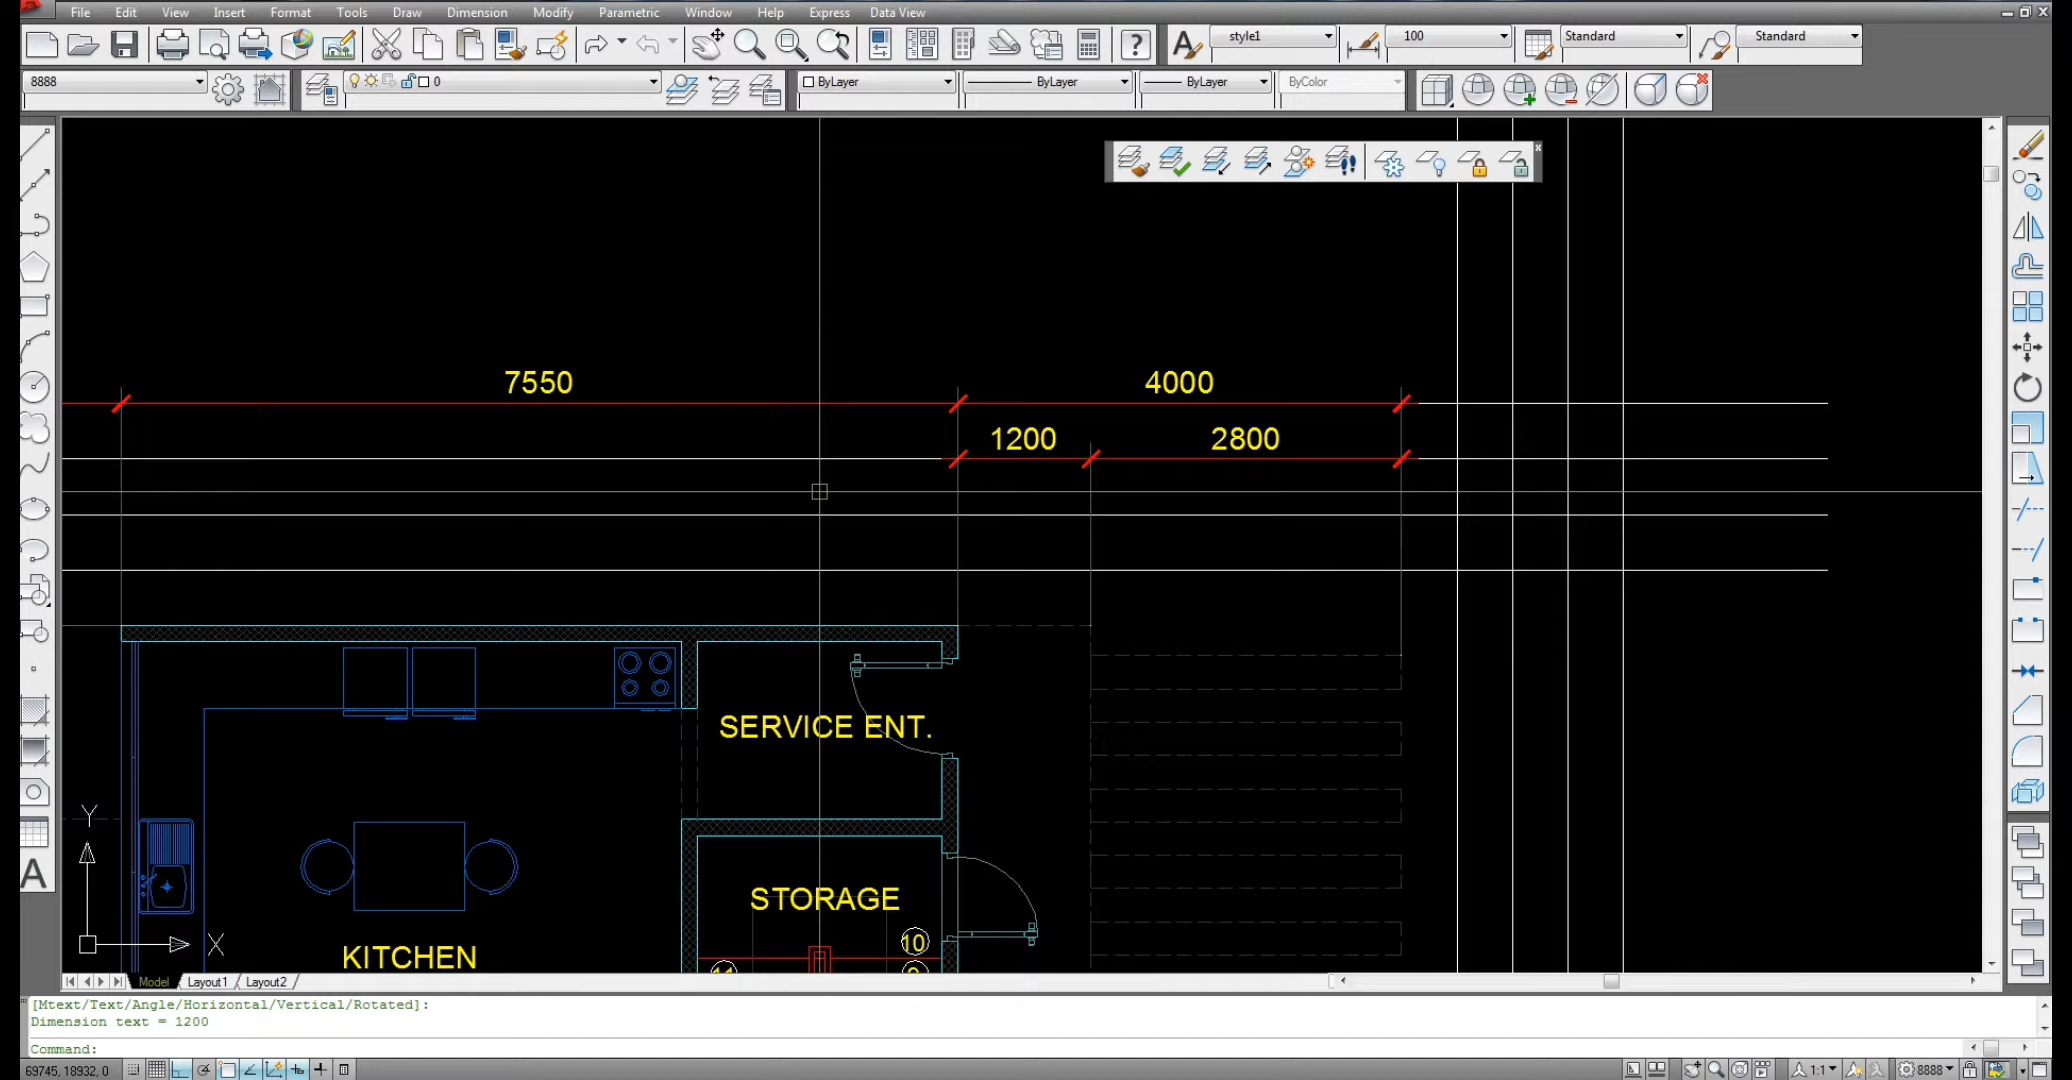 File Edit View Insert Format Tools Draw Dimension Modify Parametric Window Help Express Data View
style1 100 Standard Standard
8888 0 ByLayer ByLayer ByLayer ByColor
7550 4000
1200 2800
SERVICE ENT.
STORAGE
10
KITCHEN
Y
X
A
Model Layout1 Layout2
[Mtext/Text/Angle/Horizontal/Vertical/Rotated]:
Dimension text = 1200
Command:
69745, 18932, 0 1:1 8888